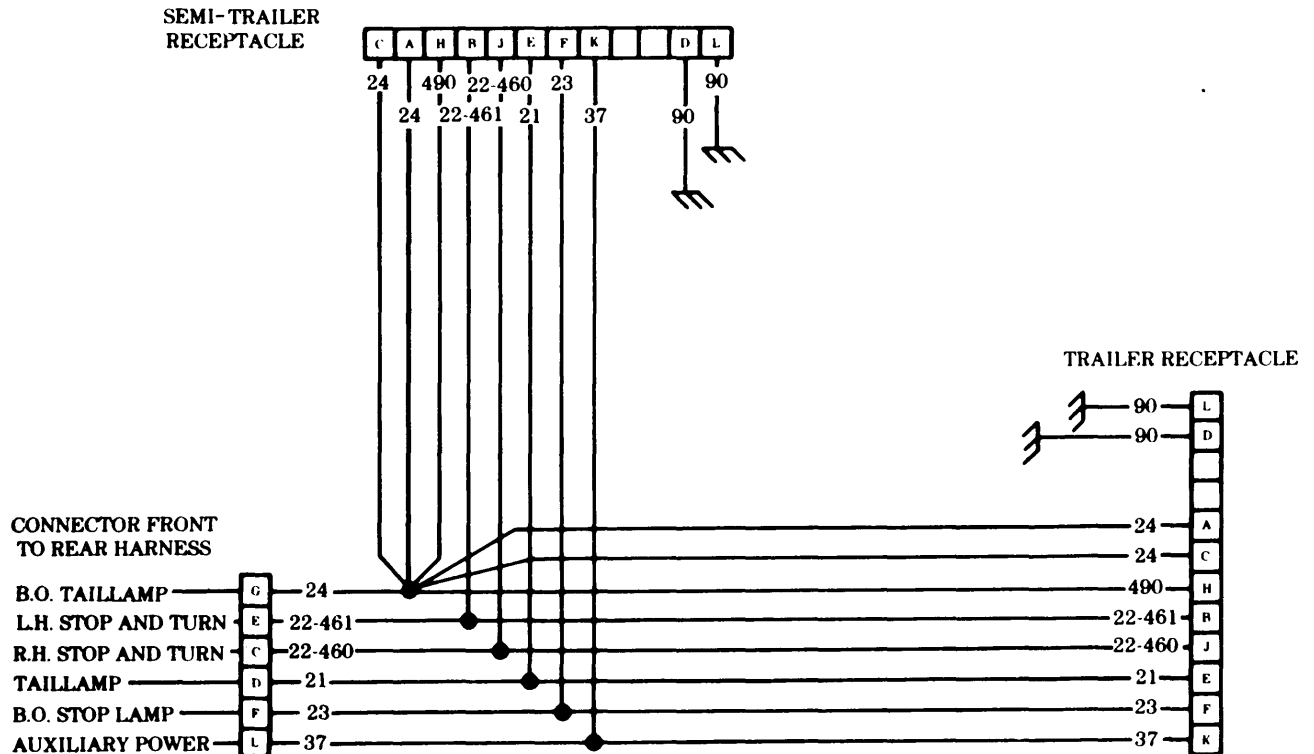 SEMI-TRAILER
RECEPTACLE
C A H B J E F K D L
24 490 22-460 23 90
24 22-461 21 37 90
TRAILER RECEPTACLE
90 L
90 D
24 A
24 C
490 H
22-461 B
22-460 J
21 E
23 F
37 K
CONNECTOR FRONT
TO REAR HARNESS
B.O. TAILLAMP G 24
L.H. STOP AND TURN E 22-461
R.H. STOP AND TURN C 22-460
TAILLAMP D 21
B.O. STOP LAMP F 23
AUXILIARY POWER L 37